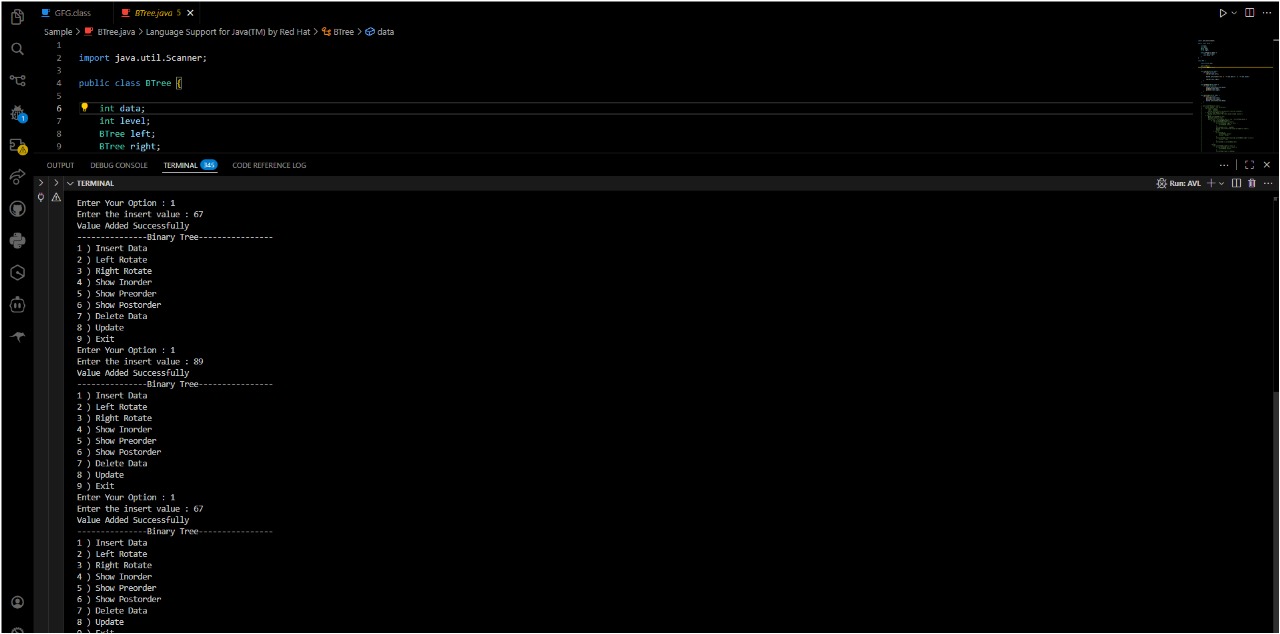 GFG.class
BTree.java 5
Sample > BTree.java > Language Support for Java(TM) by Red Hat > BTree > data
1
2 import java.util.Scanner;
3
4 public class BTree {
5
6 int data;
7 int level;
8 BTree left;
9 BTree right;
OUTPUT DEBUG CONSOLE TERMINAL 345 CODE REFERENCE LOG
TERMINAL
Run: AVL
Enter Your Option : 1
Enter the insert value : 67
Value Added Successfully
---------------Binary Tree----------------
1 ) Insert Data
2 ) Left Rotate
3 ) Right Rotate
4 ) Show Inorder
5 ) Show Preorder
6 ) Show Postorder
7 ) Delete Data
8 ) Update
9 ) Exit
Enter Your Option : 1
Enter the insert value : 89
Value Added Successfully
---------------Binary Tree----------------
1 ) Insert Data
2 ) Left Rotate
3 ) Right Rotate
4 ) Show Inorder
5 ) Show Preorder
6 ) Show Postorder
7 ) Delete Data
8 ) Update
9 ) Exit
Enter Your Option : 1
Enter the insert value : 67
Value Added Successfully
---------------Binary Tree----------------
1 ) Insert Data
2 ) Left Rotate
3 ) Right Rotate
4 ) Show Inorder
5 ) Show Preorder
6 ) Show Postorder
7 ) Delete Data
8 ) Update
9 ) Exit
1